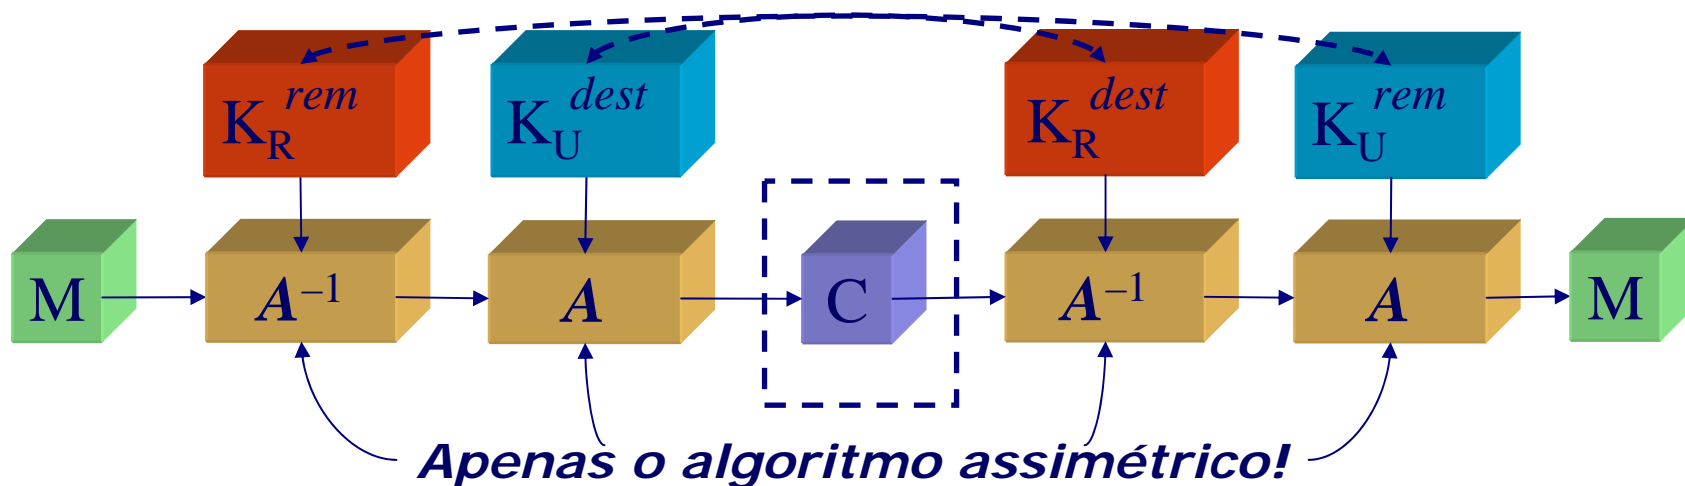 K_R^rem K_U^dest K_R^dest K_U^rem
M A^–1 A C A^–1 A M
Apenas o algoritmo assimétrico!